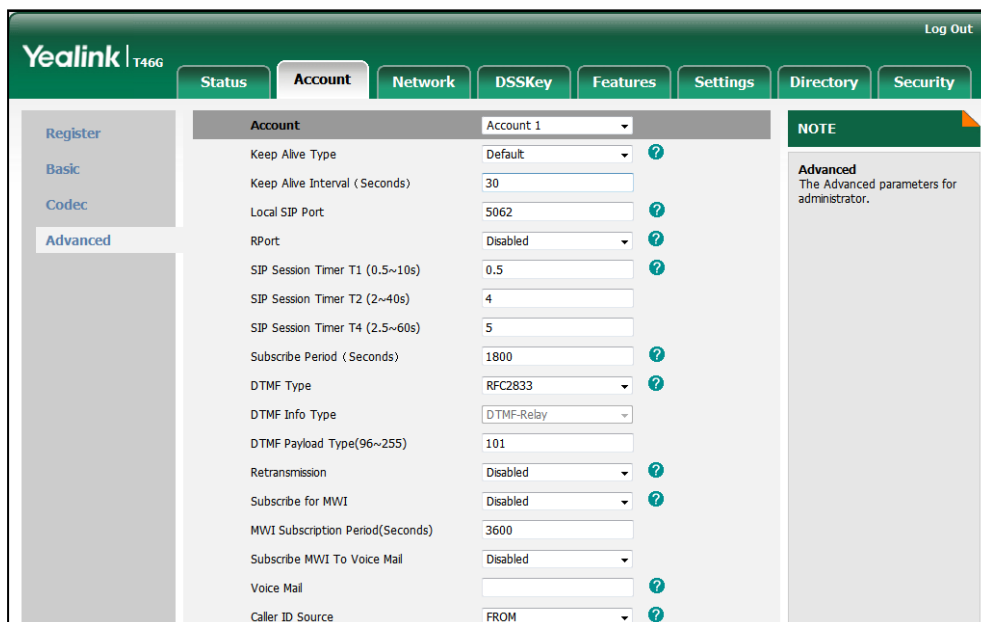 Log Out
Yealink | T46G
Status Account Network DSSKey Features Settings Directory Security
Register
Basic
Codec
Advanced
Account Account 1
Keep Alive Type Default ?
Keep Alive Interval (Seconds) 30
Local SIP Port 5062 ?
RPort Disabled ?
SIP Session Timer T1 (0.5~10s) 0.5 ?
SIP Session Timer T2 (2~40s) 4
SIP Session Timer T4 (2.5~60s) 5
Subscribe Period (Seconds) 1800 ?
DTMF Type RFC2833 ?
DTMF Info Type DTMF-Relay
DTMF Payload Type(96~255) 101
Retransmission Disabled ?
Subscribe for MWI Disabled ?
MWI Subscription Period(Seconds) 3600
Subscribe MWI To Voice Mail Disabled
Voice Mail ?
Caller ID Source FROM ?
NOTE
Advanced
The Advanced parameters for
administrator.